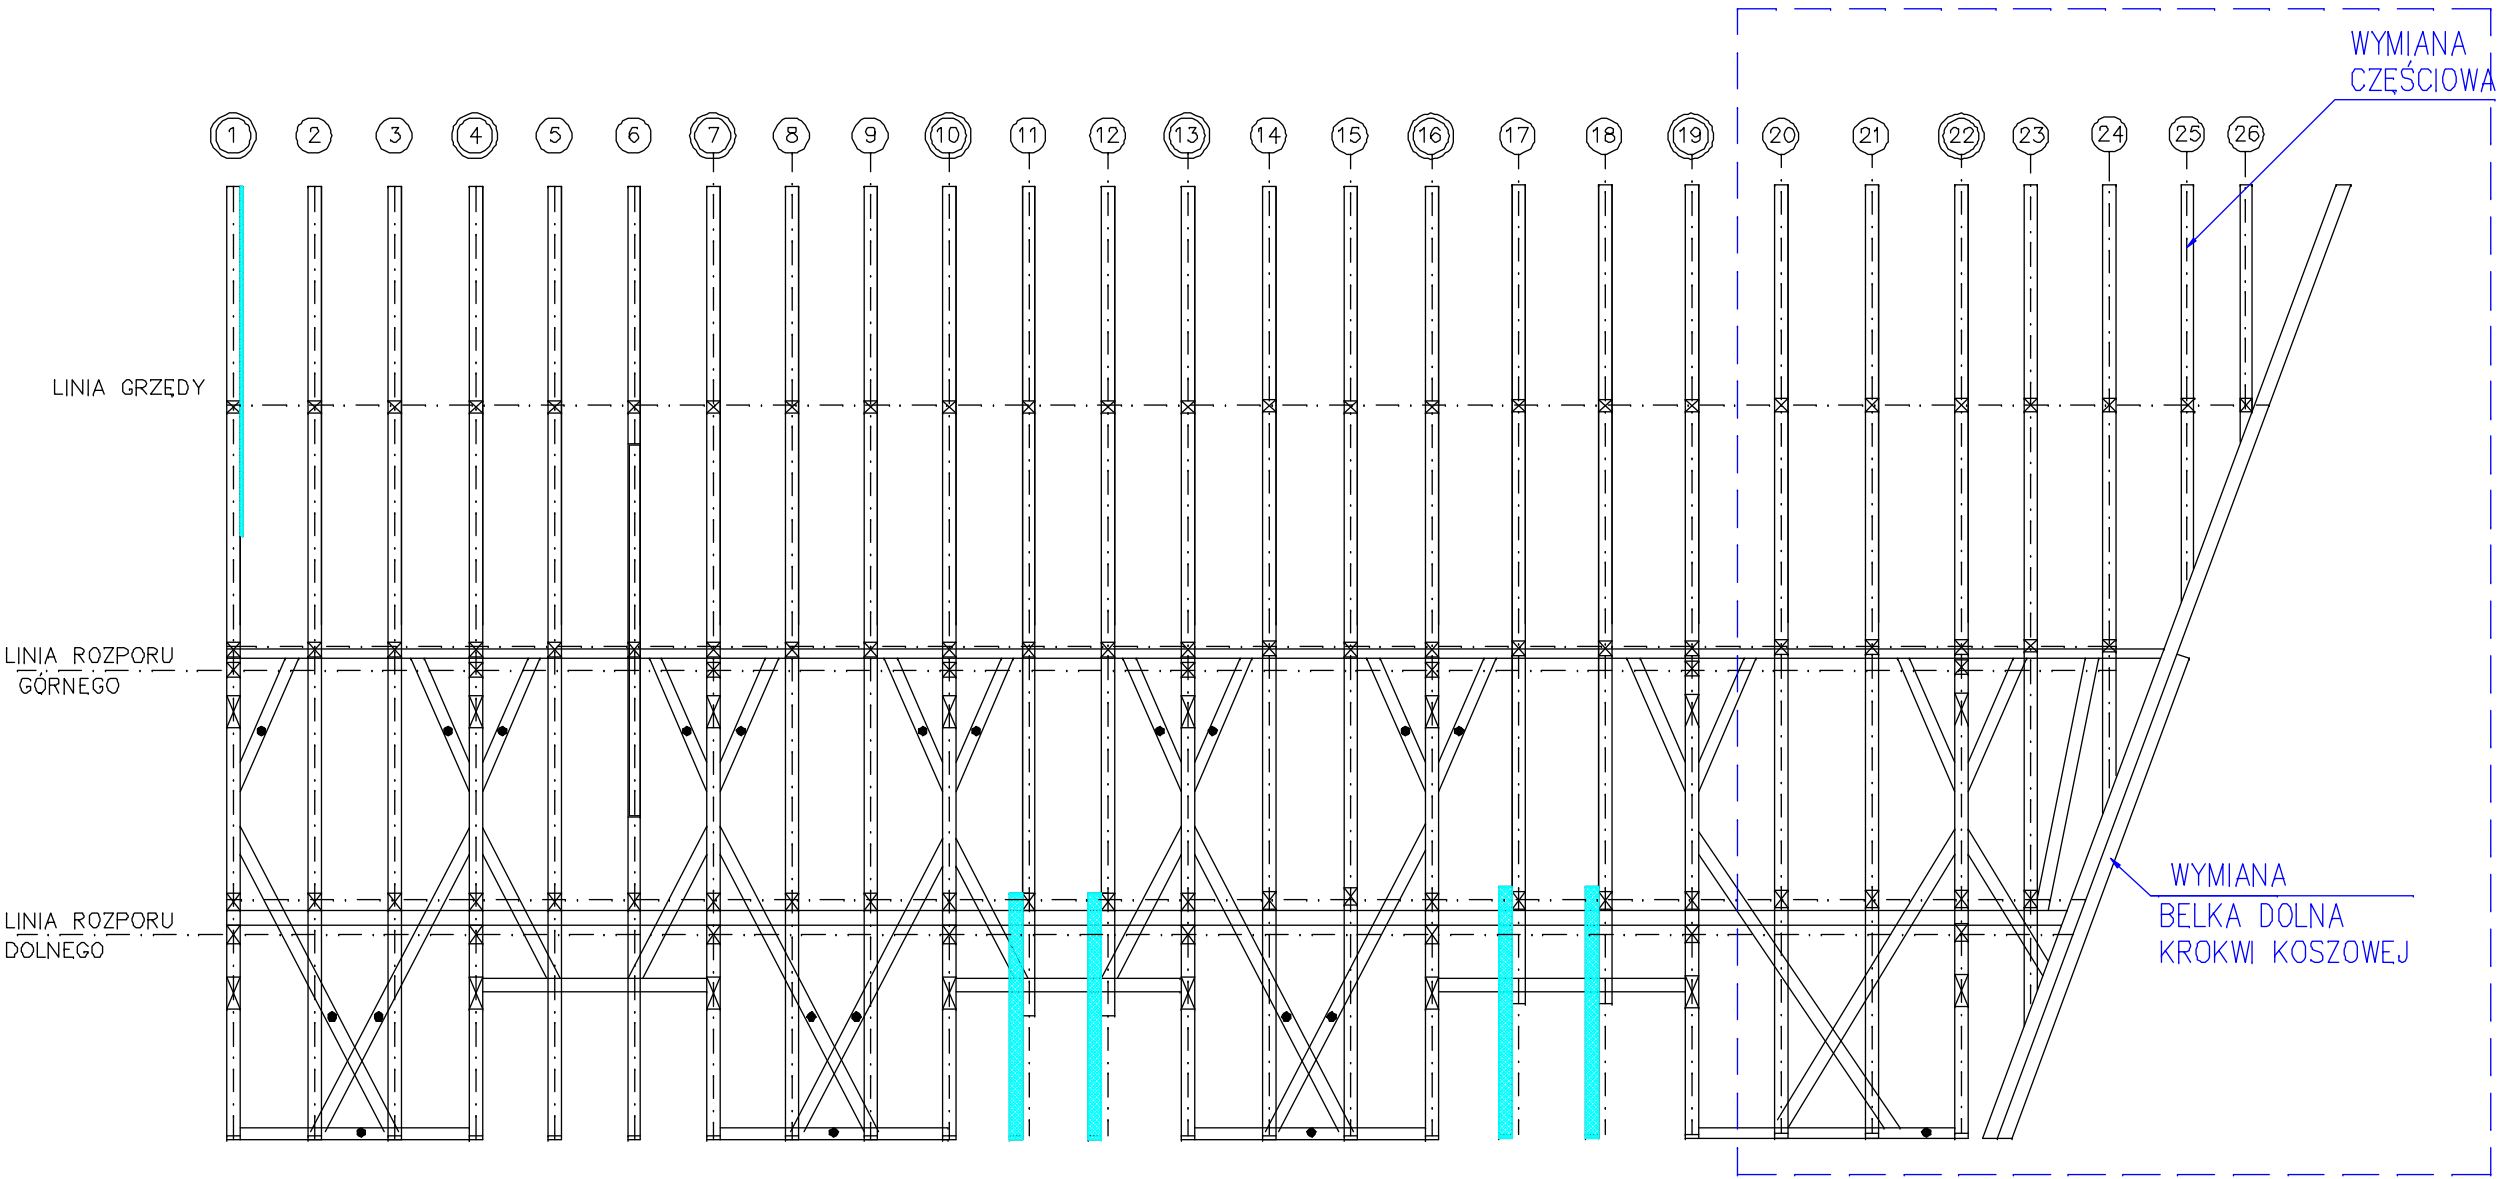 WYMIANA
CZĘŚCIOWA
1 2 3 4 5 6 7 8 9 10 11 12 13 14 15 16 17 18 19 20 21 22 23 24 25 26
LINIA GRZĘDY
LINIA ROZPORU
GÓRNEGO
WYMIANA
BELKA DOLNA
KROKWI KOSZOWEJ
LINIA ROZPORU
DOLNEGO